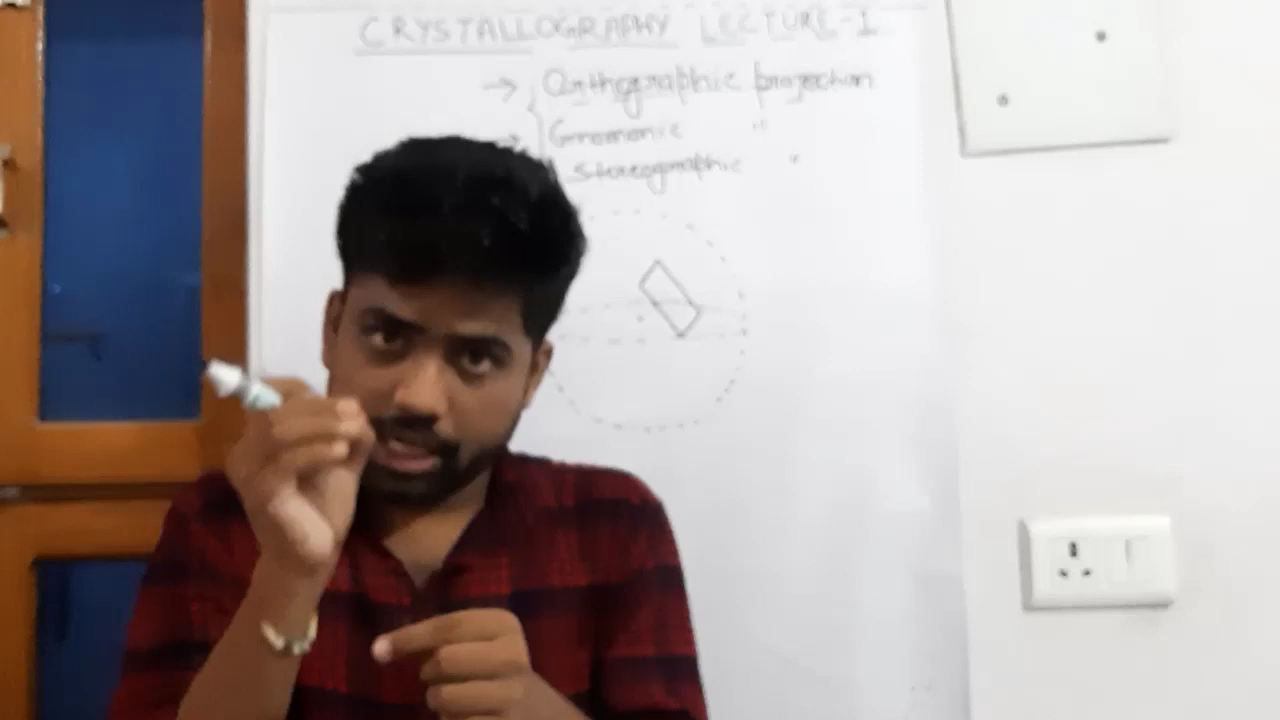 CRYSTALLOGRAPHY LECTURE-1
→ Orthographic projection
→ Gnomonic "
stereographic "